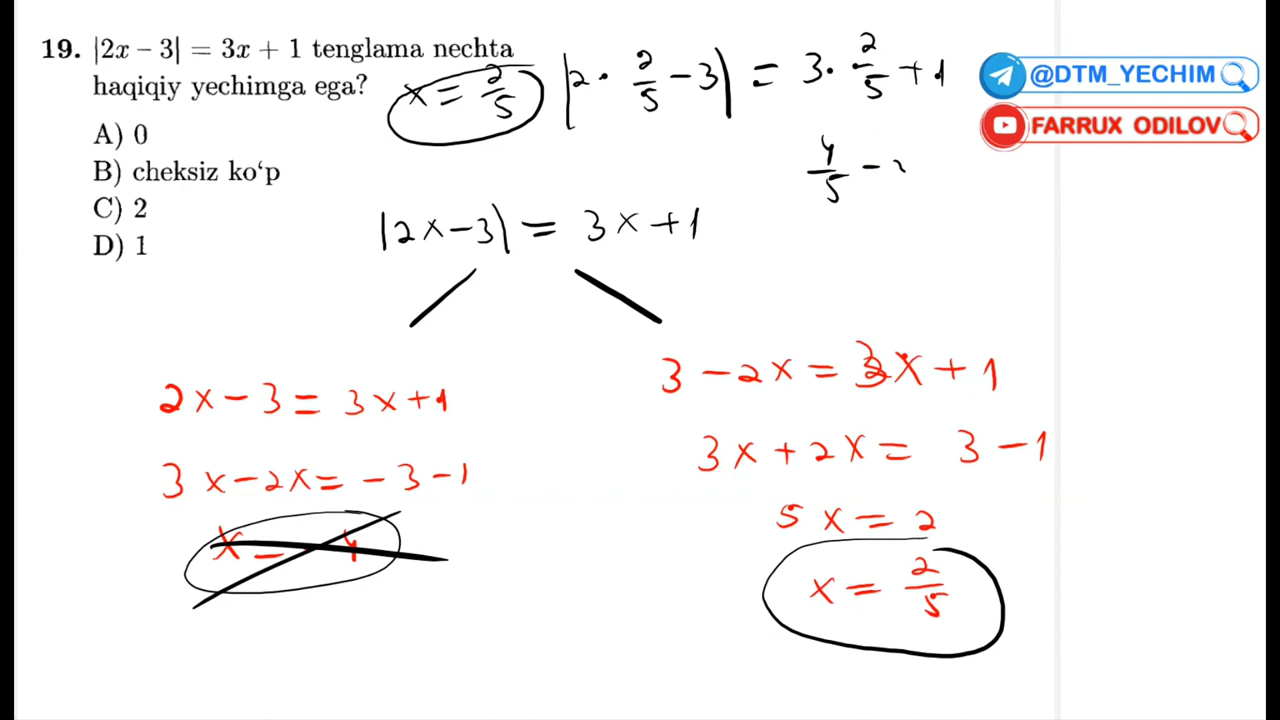 19. |2x − 3| = 3x + 1 tenglama nechta
haqiqiy yechimga ega?
A) 0
B) cheksiz ko‘p
C) 2
D) 1
x = 2/5
|2 · 2/5 − 3| = 3 · 2/5 + 1
4/5 −
@DTM_YECHIM
FARRUX ODILOV
|2x − 3| = 3x + 1
2x − 3 = 3x + 1
3x − 2x = − 3 − 1
x = − 4
3 − 2x = 3x + 1
3x + 2x = 3 − 1
5x = 2
x = 2/5